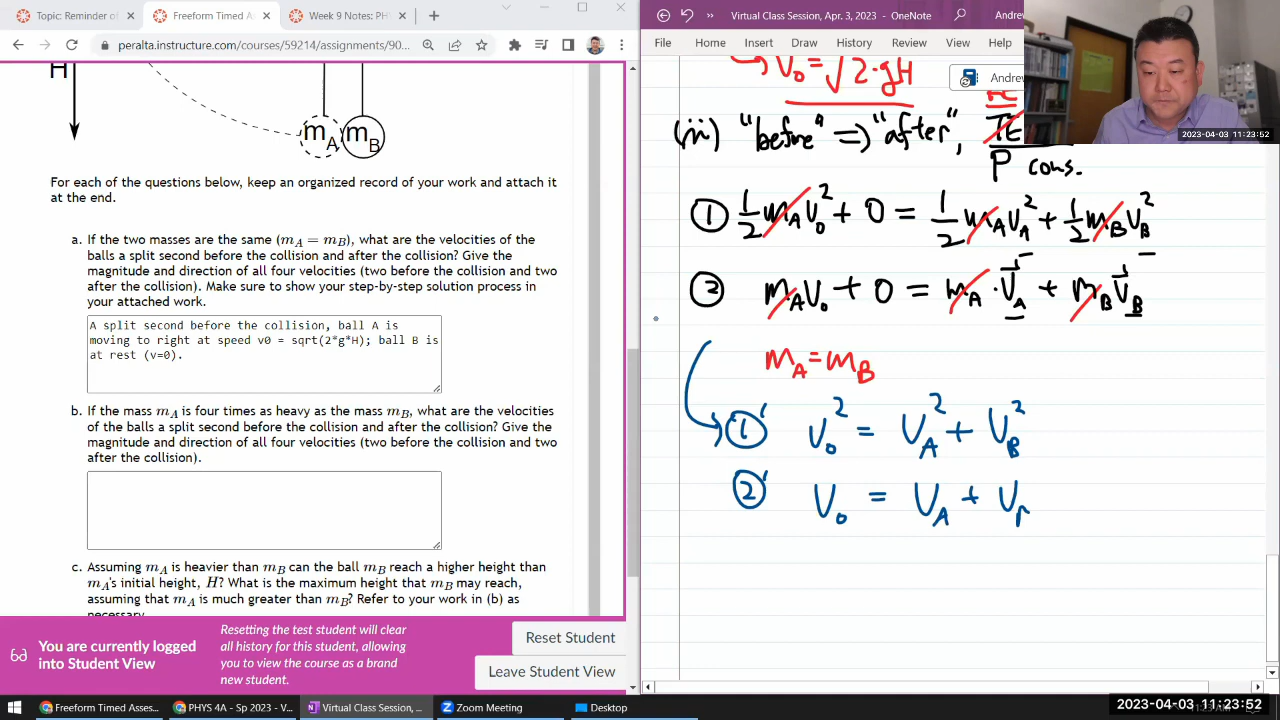 Topic: Reminder of
Freeform Timed A
Week 9 Notes: PH
peralta.instructure.com/courses/59214/assignments/90...
H
mA
mB
For each of the questions below, keep an organized record of your work and attach it
at the end.
a. If the two masses are the same (mA = mB), what are the velocities of the
balls a split second before the collision and after the collision? Give the
magnitude and direction of all four velocities (two before the collision and two
after the collision). Make sure to show your step-by-step solution process in
your attached work.
A split second before the collision, ball A is
moving to right at speed v0 = sqrt(2*g*H); ball B is
at rest (v=0).
b. If the mass mA is four times as heavy as the mass mB, what are the velocities
of the balls a split second before the collision and after the collision? Give the
magnitude and direction of all four velocities (two before the collision and two
after the collision).
c. Assuming mA is heavier than mB can the ball mB reach a higher height than
mA's initial height, H? What is the maximum height that mB may reach,
assuming that mA is much greater than mB? Refer to your work in (b) as
necessary.
You are currently logged
into Student View
Resetting the test student will clear
all history for this student, allowing
you to view the course as a brand
new student.
Reset Student
Leave Student View
Virtual Class Session, Apr. 3, 2023 - OneNote
Andre
File Home Insert Draw History Review View Help
Andrew
V0 = √2·gH
(iii) "before" => "after", TE
P cons.
① 1/2 mA V0² + 0 = 1/2 mA VA² + 1/2 mB VB²
② mA V0 + 0 = mA · VA + mB VB
mA = mB
①' V0² = VA² + VB²
②' V0 = VA + V
2023-04-03 11:23:52
Freeform Timed Asses...
PHYS 4A - Sp 2023 - V...
Virtual Class Session, ...
Zoom Meeting
Desktop
2023-04-03 11:23:52